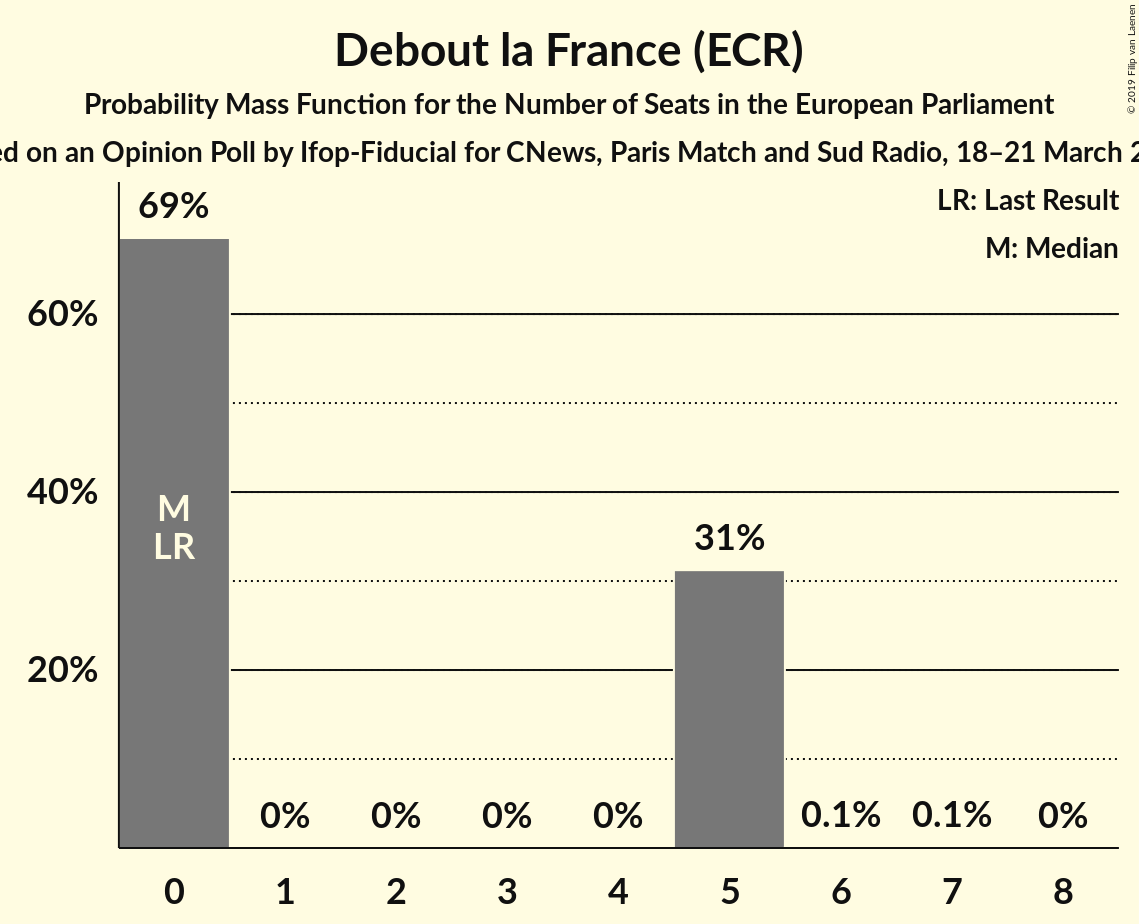 Debout la France (ECR)
Probability Mass Function for the Number of Seats in the European Parliament
on an Opinion Poll by Ifop-Fiducial for CNews, Paris Match and Sud Radio, 18–21 March
© 2019 Filip van Laenen
LR: Last Result
M: Median
69%
60%
40%
20%
M
LR
31%
0%
0%
0%
0%
0.1%
0.1%
0%
0
1
2
3
4
5
6
7
8